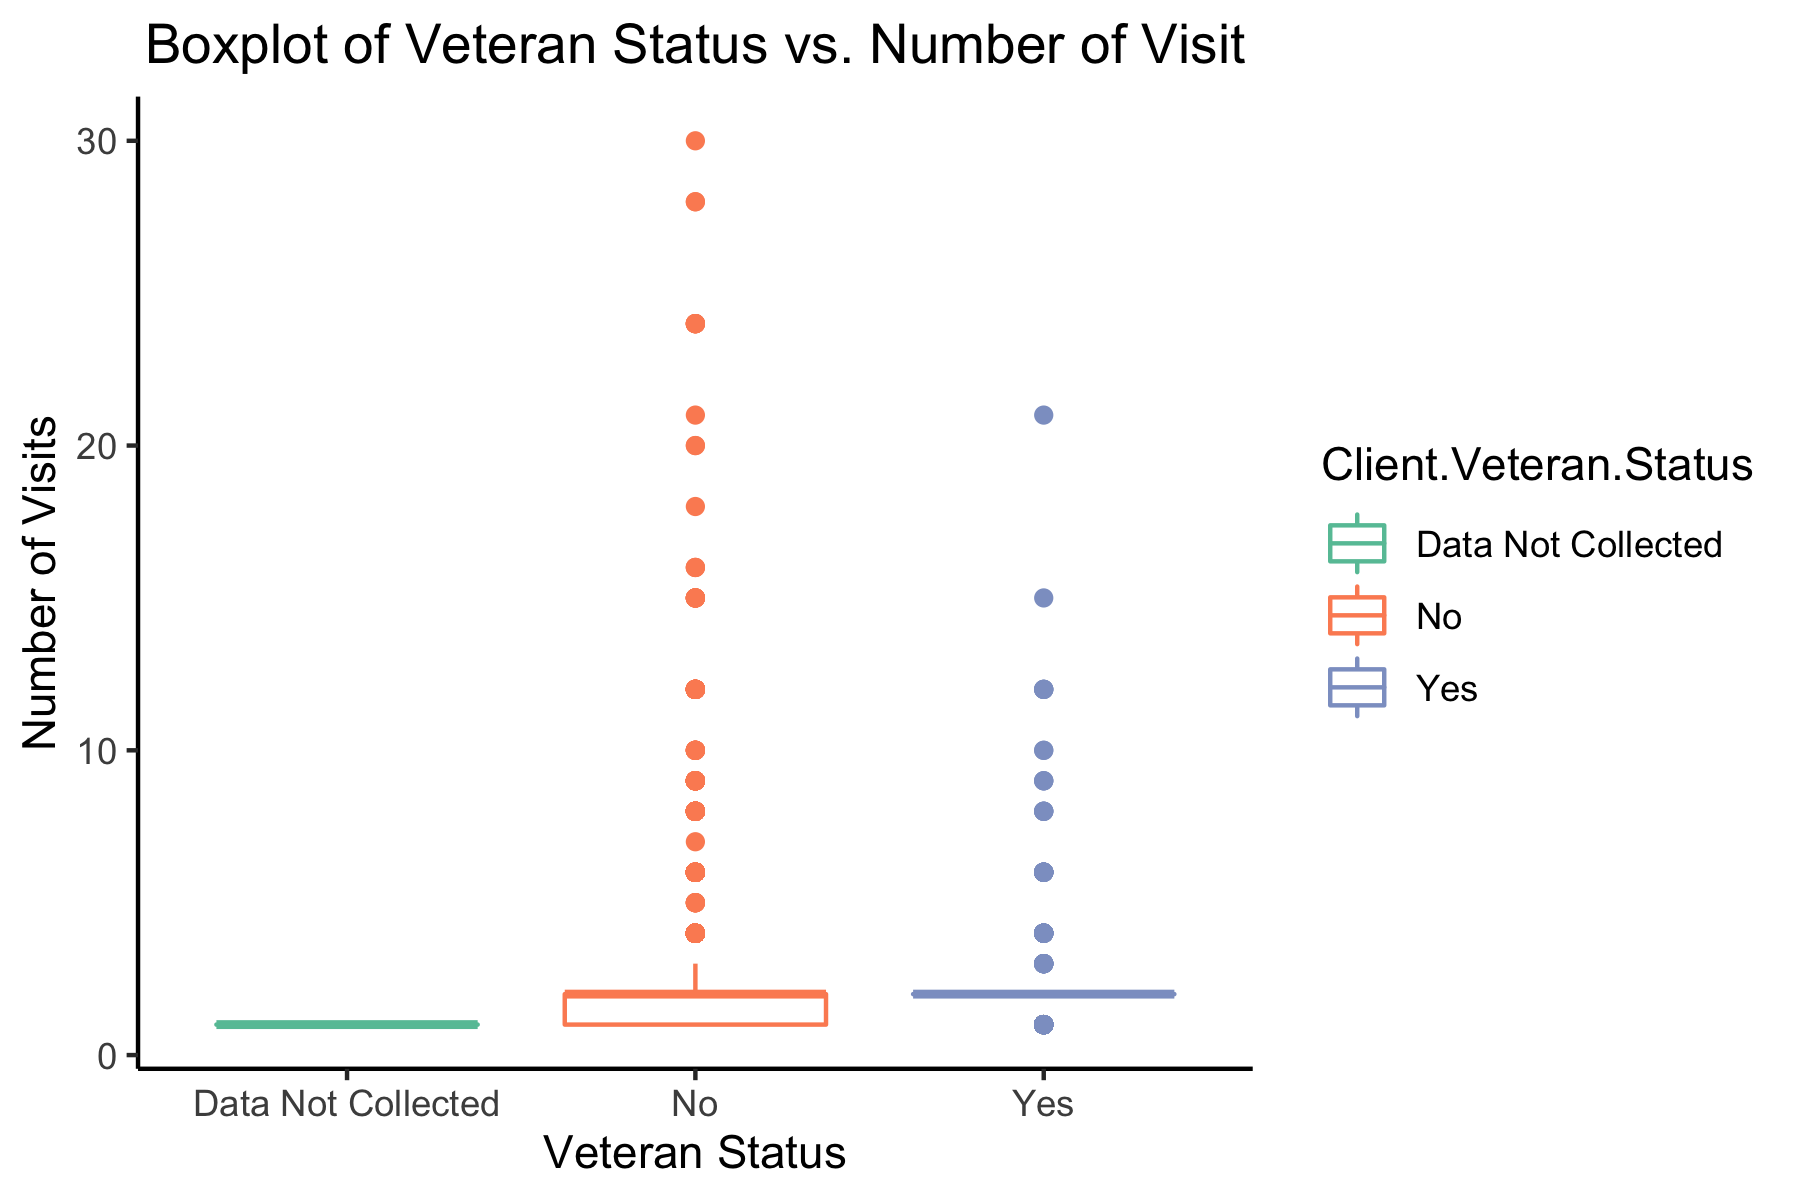 Boxplot of Veteran Status vs. Number of Visit
30
20
10
0
Number of Visits
Data Not Collected
No
Yes
Veteran Status
Client.Veteran.Status
Data Not Collected
No
Yes